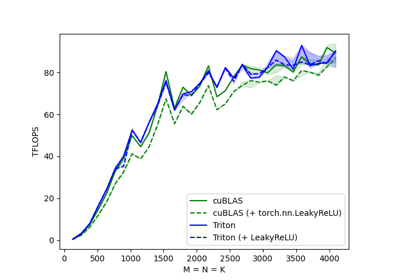 80
60
40
20
0
TFLOPS
cuBLAS
cuBLAS (+ torch.nn.LeakyReLU)
Triton
Triton (+ LeakyReLU)
0 500 1000 1500 2000 2500 3000 3500 4000
M = N = K